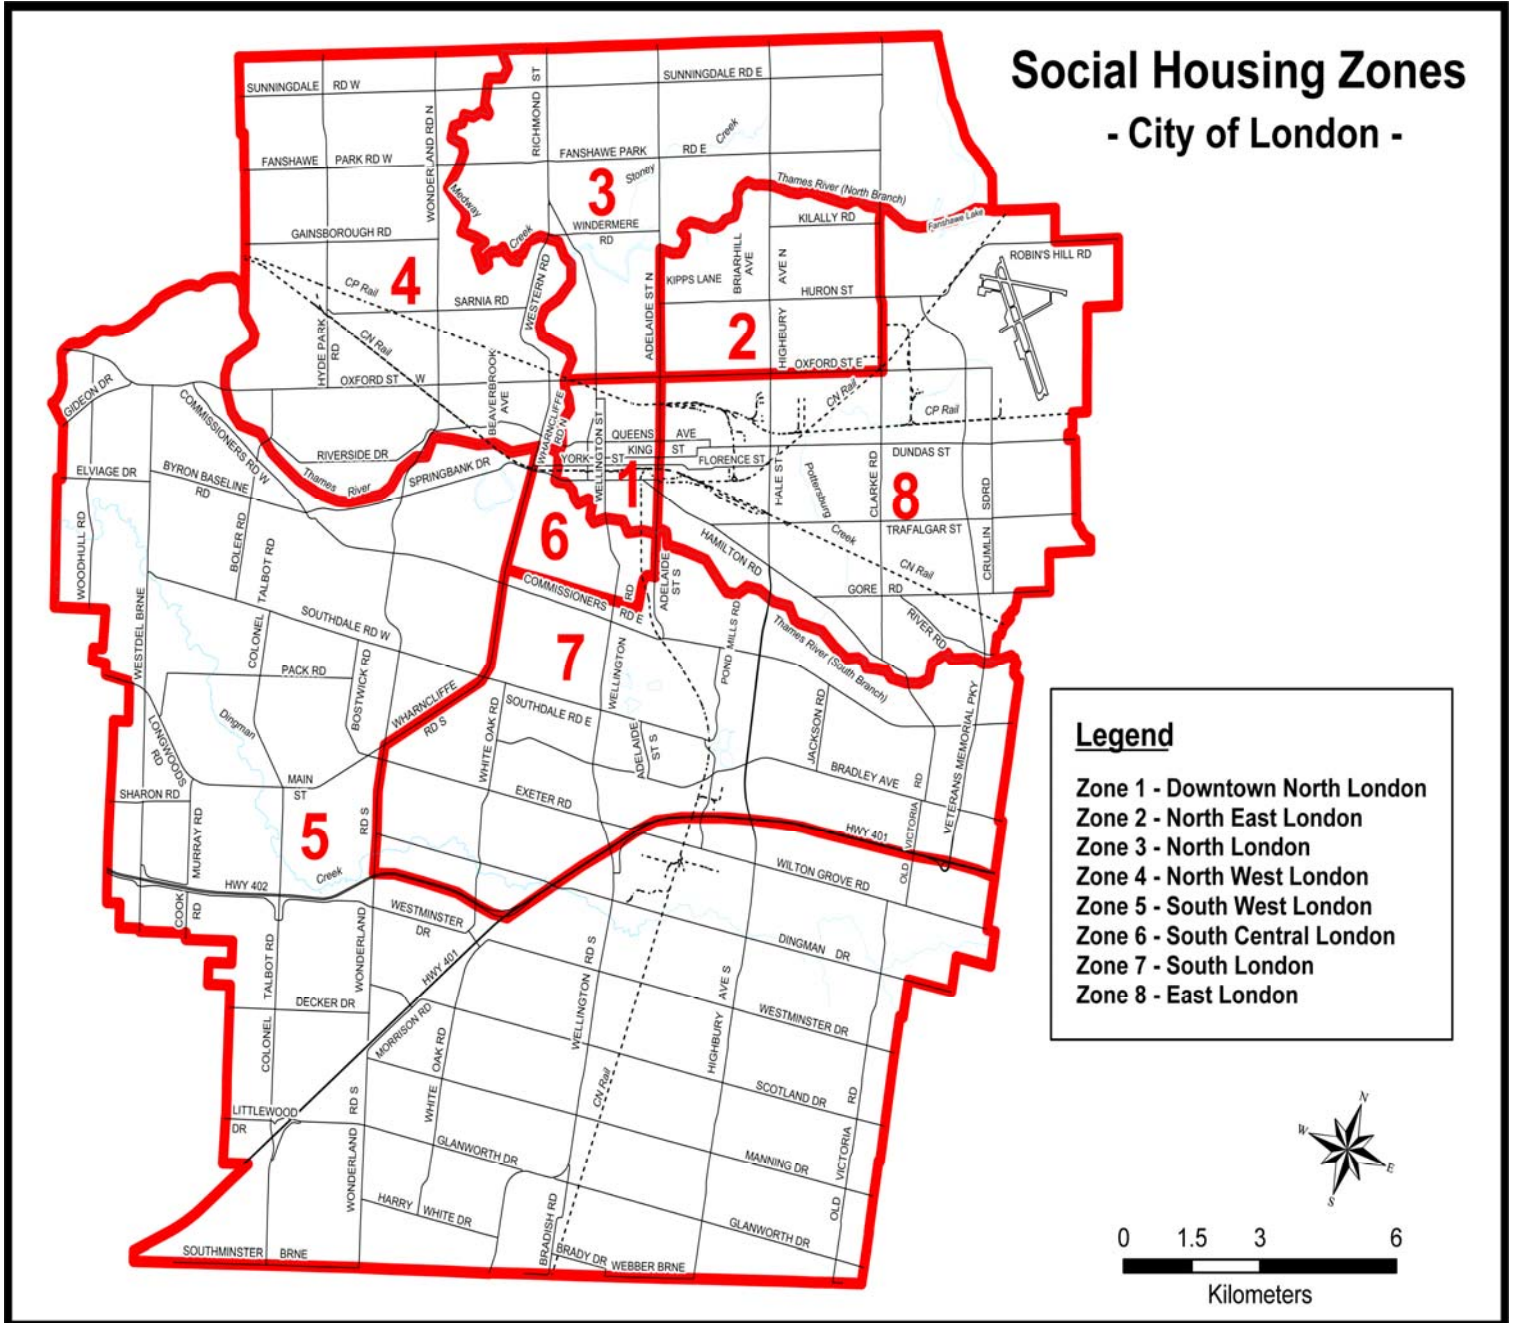 Social Housing Zones
- City of London -
SUNNINGDALE RD W
SUNNINGDALE RD E
RICHMOND ST
WONDERLAND RD N
FANSHAWE PARK RD W
FANSHAWE PARK RD E
Stoney Creek
Medway Creek
3
Thames River (North Branch)
Fanshawe Lake
WINDERMERE RD
KILALLY RD
GAINSBOROUGH RD
BRIARHILL AVE
ROBIN'S HILL RD
WESTERN RD
4
CP Rail
KIPPS LANE
HIGHBURY AVE N
HURON ST
SARNIA RD
ADELAIDE ST N
2
HYDE PARK RD
CN Rail
OXFORD ST W
OXFORD ST E
BEAVERBROOK AVE
GIDEON DR
COMMISSIONERS RD W
WHARNCLIFFE RD N
WELLINGTON ST
CN Rail
CP Rail
QUEENS AVE
KING ST
YORK ST
FLORENCE ST
DUNDAS ST
RIVERSIDE DR
Thames River
SPRINGBANK DR
ELVIAGE DR
BYRON BASELINE RD
1
HALE ST
Pottersburg Creek
CLARKE RD
8
CRUMLIN SDRD
TRAFALGAR ST
WOODHULL RD
BOLER RD
6
HAMILTON RD
CN Rail
COLONEL TALBOT RD
COMMISSIONERS RD E
ADELAIDE ST S
GORE RD
WESTDEL BRNE
SOUTHDALE RD W
RIVER RD
POND MILLS RD
Thames River (South Branch)
7
PACK RD
BOSTWICK RD
WELLINGTON RD
WHARNCLIFFE RD S
SOUTHDALE RD E
WHITE OAK RD
JACKSON RD
VETERANS MEMORIAL PKY
Dingman Creek
LONGWOODS RD
ADELAIDE ST S
BRADLEY AVE
MAIN ST
SHARON RD
EXETER RD
MURRAY RD
5
HWY 401
OLD VICTORIA RD
WILTON GROVE RD
HWY 402
COOK RD
WESTMINSTER DR
DINGMAN DR
COLONEL TALBOT RD
WONDERLAND RD S
HWY 401
WELLINGTON RD S
HIGHBURY AVE S
DECKER DR
MORRISON RD
WESTMINSTER DR
WHITE OAK RD
CN Rail
SCOTLAND DR
LITTLEWOOD DR
WONDERLAND RD S
GLANWORTH DR
MANNING DR
OLD VICTORIA RD
HARRY WHITE DR
BRADISH RD
GLANWORTH DR
SOUTHMINSTER BRNE
BRADY DR
WEBBER BRNE
Legend
Zone 1 - Downtown North London
Zone 2 - North East London
Zone 3 - North London
Zone 4 - North West London
Zone 5 - South West London
Zone 6 - South Central London
Zone 7 - South London
Zone 8 - East London
N
W
E
S
0 1.5 3 6
Kilometers